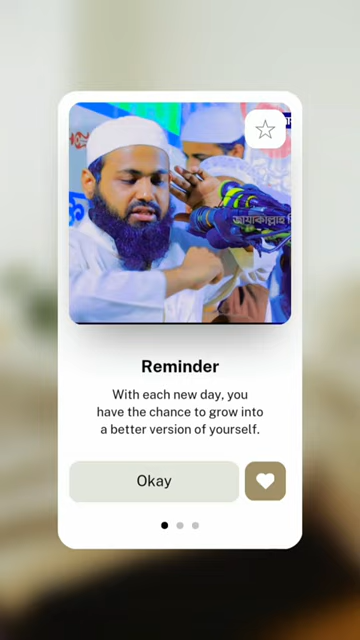 জাযাকাল্লাহ
Reminder
With each new day, you
have the chance to grow into
a better version of yourself.
Okay